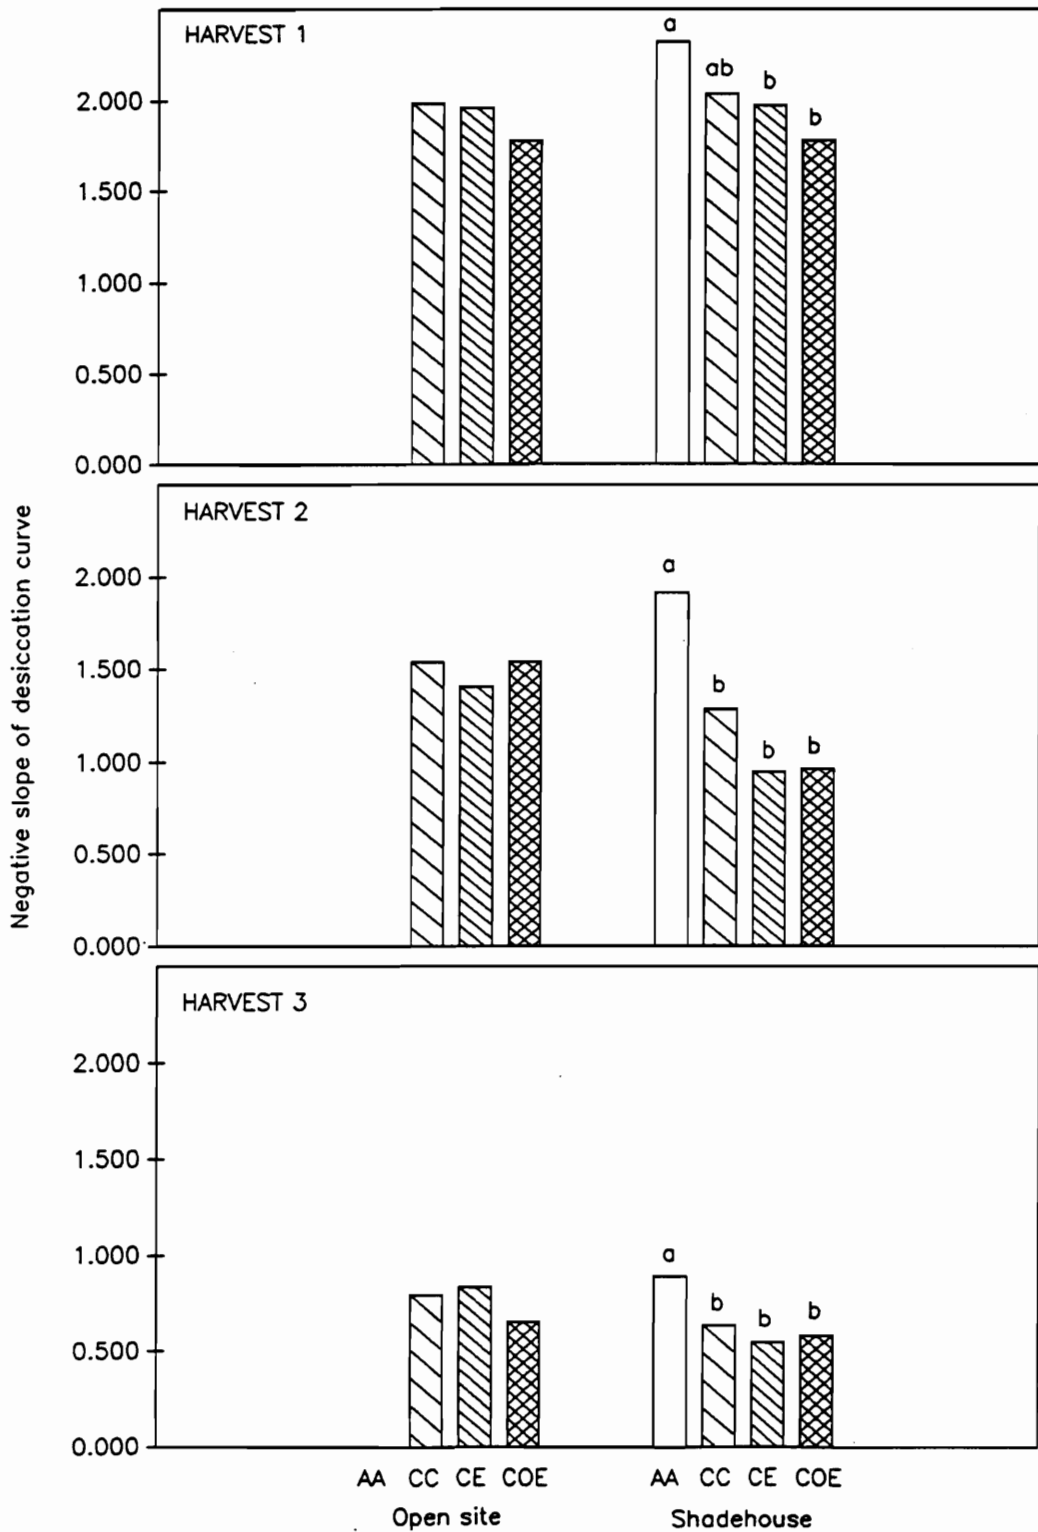 HARVEST 1
a
ab
b
b
2.000
1.500
1.000
0.500
0.000
HARVEST 2
a
b
b
b
2.000
1.500
1.000
0.500
0.000
HARVEST 3
a
b
b
b
2.000
1.500
1.000
0.500
0.000
Negative slope of desiccation curve
AA CC CE COE AA CC CE COE
Open site Shadehouse